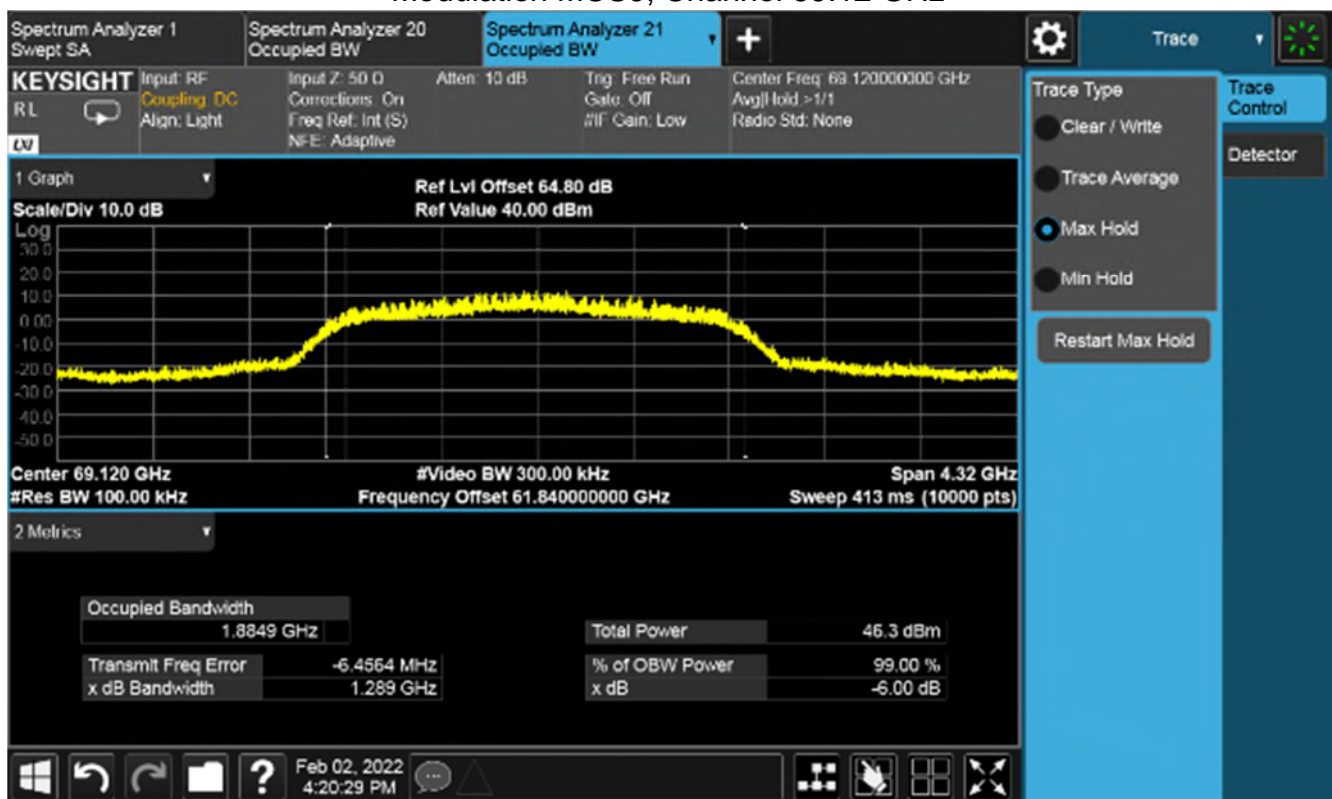 Spectrum Analyzer 1
Swept SA
Spectrum Analyzer 20
Occupied BW
Spectrum Analyzer 21
Occupied BW
Trace
KEYSIGHT
RL
LXI
Input: RF
Coupling: DC
Align: Light
Input Z: 50 Ω
Corrections: On
Freq Ref: Int (S)
NFE: Adaptive
Atten: 10 dB
Trig: Free Run
Gate: Off
#IF Gain: Low
Center Freq: 69.120000000 GHz
Avg|Hold:>1/1
Radio Std: None
Trace Type
Clear / Write
Trace Average
Max Hold
Min Hold
Restart Max Hold
Trace
Control
Detector
1 Graph
Scale/Div 10.0 dB
Ref Lvl Offset 64.80 dB
Ref Value 40.00 dBm
Log
30.0
20.0
10.0
0.00
-10.0
-20.0
-30.0
-40.0
-50.0
Center 69.120 GHz
#Video BW 300.00 kHz
Span 4.32 GHz
#Res BW 100.00 kHz
Frequency Offset 61.840000000 GHz
Sweep 413 ms (10000 pts)
2 Metrics
Occupied Bandwidth
1.8849 GHz
Total Power 46.3 dBm
Transmit Freq Error -6.4564 MHz
% of OBW Power 99.00 %
x dB Bandwidth 1.289 GHz
x dB -6.00 dB
?
Feb 02, 2022
4:20:29 PM